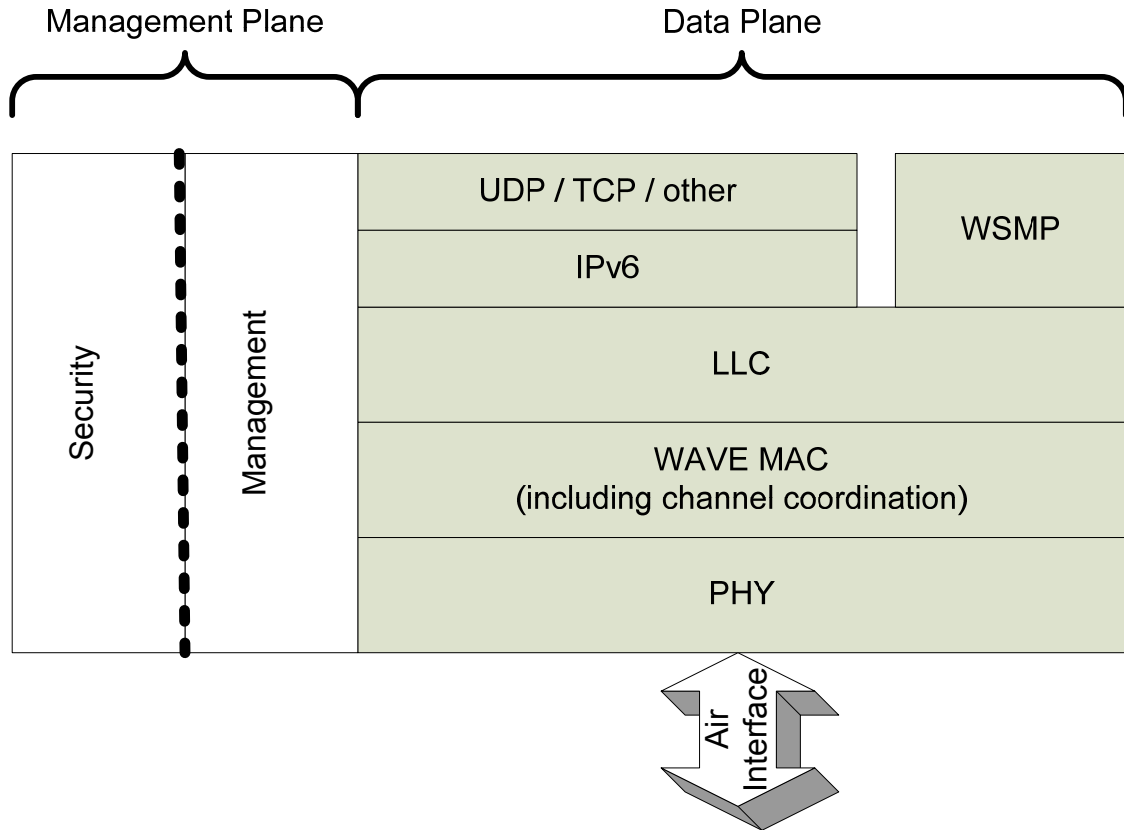 Management Plane
Data Plane
UDP / TCP / other
WSMP
IPv6
Security
Management
LLC
WAVE MAC
(including channel coordination)
PHY
Air
Interface